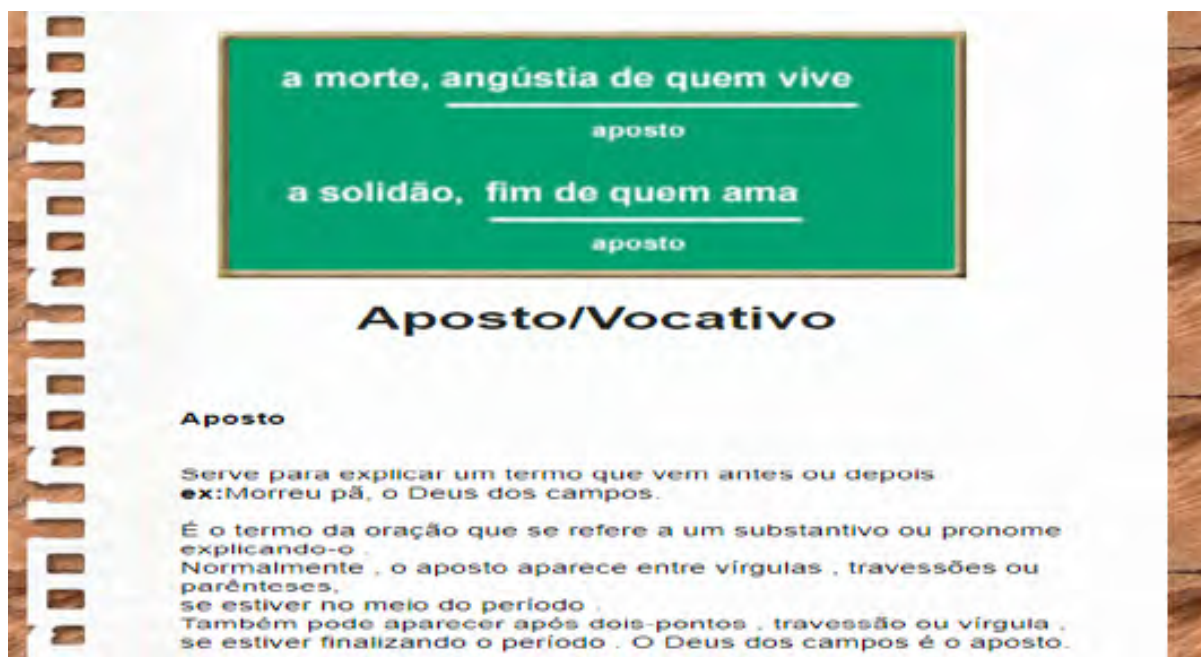 a morte, angústia de quem vive
aposto
a solidão, fim de quem ama
aposto
Aposto/Vocativo
Aposto
Serve para explicar um termo que vem antes ou depois
ex:Morreu pã, o Deus dos campos.
É o termo da oração que se refere a um substantivo ou pronome
explicando-o .
Normalmente , o aposto aparece entre vírgulas , travessões ou
parênteses,
se estiver no meio do período .
Também pode aparecer após dois-pontos , travessão ou vírgula ,
se estiver finalizando o período . O Deus dos campos é o aposto.